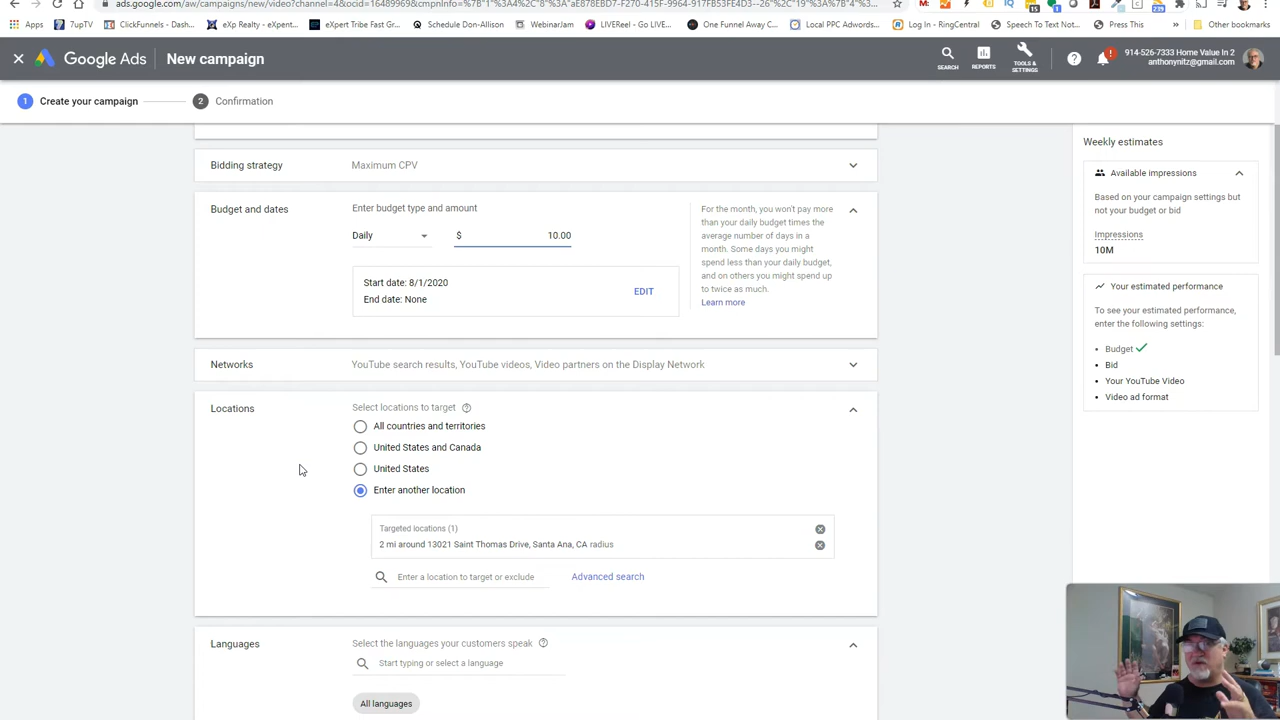 ads.google.com/aw/campaigns/new/video?channel=4&ocid=16489969&cmpnInfo=%7B"1"%3A4%2C"8"%3A"aE878EBD7-F270-415F-9964-917FB53FE4D3--26"%2C"19"%3A
Apps
7upTV
ClickFunnels - Dash...
eXp Realty - eXpert...
eXpert Tribe Fast Gr...
Schedule Don-Allison
WebinarJam
LIVEReel - Go LIVE...
One Funnel Away C...
Local PPC Adwords...
Log In - RingCentral
Speech To Text Not...
Press This
»
Other bookmarks
Google Ads
New campaign
SEARCH
REPORTS
TOOLS &
SETTINGS
914-526-7333 Home Value In 2
anthonynitz@gmail.com
1 Create your campaign
2 Confirmation
Bidding strategy
Maximum CPV
Budget and dates
Enter budget type and amount
Daily
$ 10.00
Start date: 8/1/2020
End date: None
EDIT
For the month, you won't pay more
than your daily budget times the
average number of days in a
month. Some days you might
spend less than your daily budget,
and on others you might spend up
to twice as much.
Learn more
Networks
YouTube search results, YouTube videos, Video partners on the Display Network
Locations
Select locations to target
All countries and territories
United States and Canada
United States
Enter another location
Targeted locations (1)
2 mi around 13021 Saint Thomas Drive, Santa Ana, CA radius
Enter a location to target or exclude
Advanced search
Languages
Select the languages your customers speak
Start typing or select a language
All languages
Weekly estimates
Available impressions
Based on your campaign settings but
not your budget or bid
Impressions
10M
Your estimated performance
To see your estimated performance,
enter the following settings:
• Budget
• Bid
• Your YouTube Video
• Video ad format